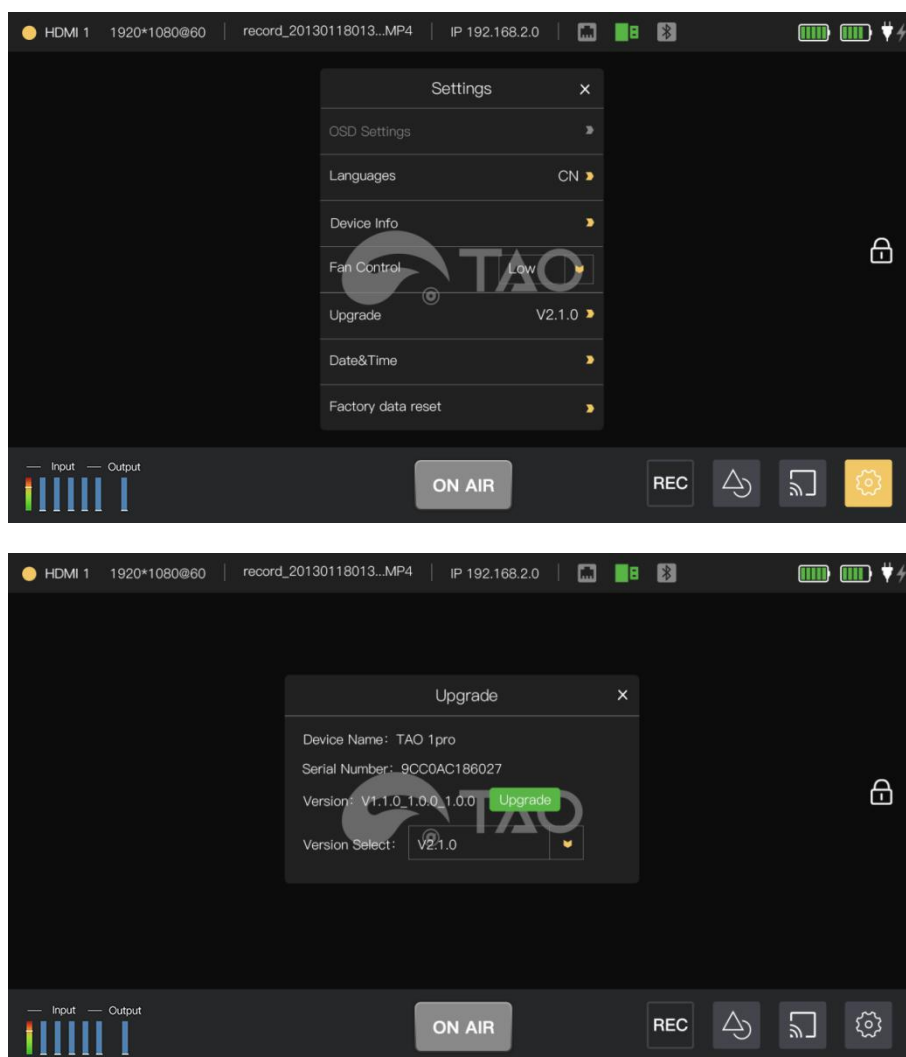 HDMI 1 1920*1080@60 record_20130118013...MP4 IP 192.168.2.0
Settings X
OSD Settings
Languages CN
Device Info
Fan Control Low
TAO
Upgrade V2.1.0
Date&Time
Factory data reset
Input Output
ON AIR REC
HDMI 1 1920*1080@60 record_20130118013...MP4 IP 192.168.2.0
Upgrade X
Device Name: TAO 1pro
Serial Number: 9CC0AC186027
Version: V1.1.0_1.0.0_1.0.0 Upgrade
TAO
Version Select: V2.1.0
Input Output
ON AIR REC